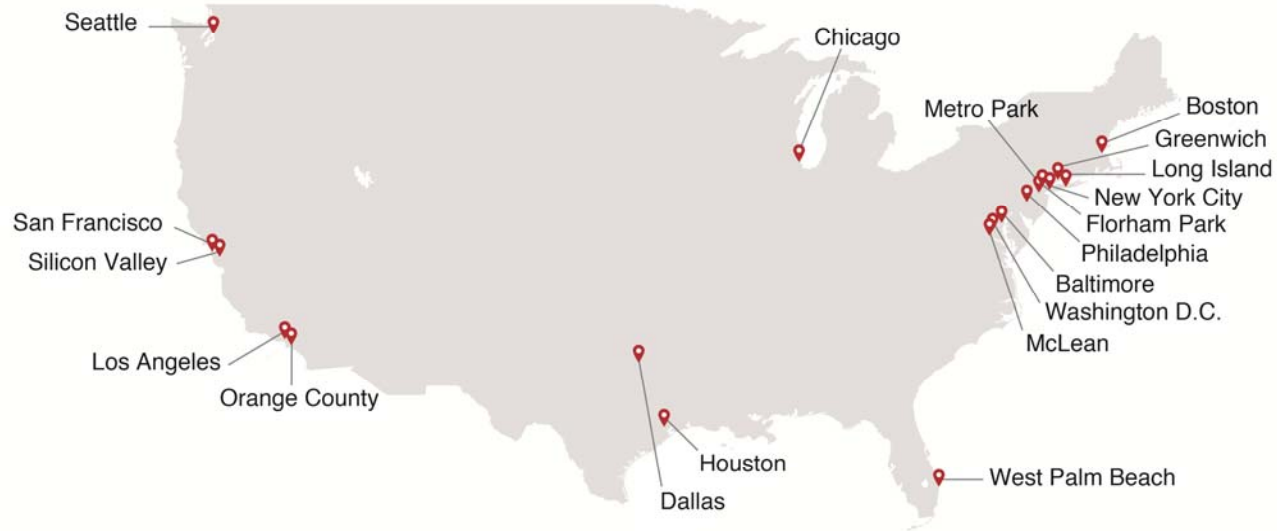 Seattle
Chicago
Metro Park
Boston
Greenwich
Long Island
New York City
Florham Park
Philadelphia
Baltimore
Washington D.C.
McLean
San Francisco
Silicon Valley
Los Angeles
Orange County
Houston
Dallas
West Palm Beach